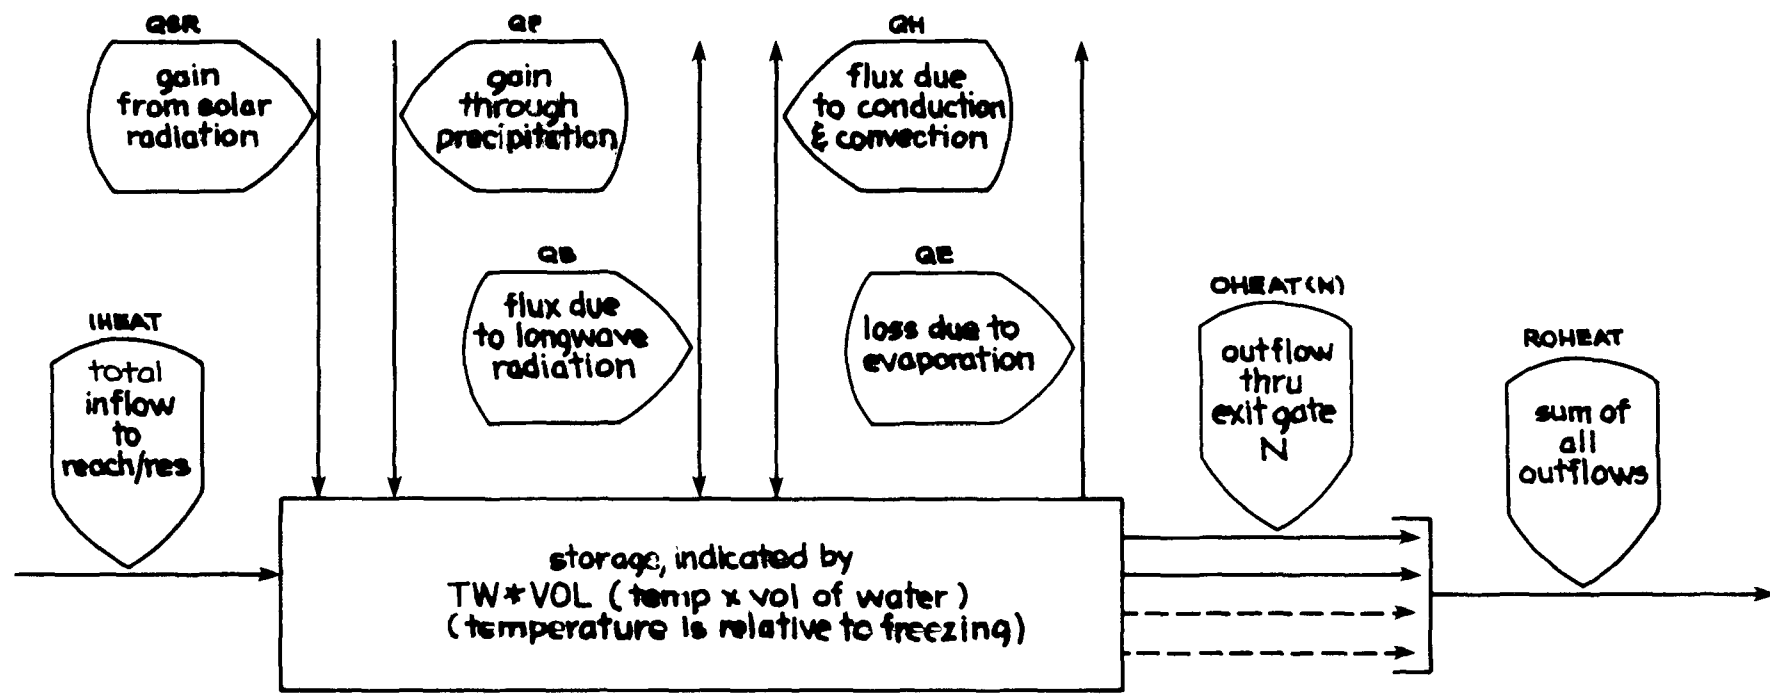 QSR
gain
from solar
radiation
QP
gain
through
precipitation
QH
flux due
to conduction
& convection
QB
flux due
to longwave
radiation
QE
loss due to
evaporation
IHEAT
total
inflow
to
reach/res
OHEAT(N)
outflow
thru
exit gate
N
ROHEAT
sum of
all
outflows
storage, indicated by
TW*VOL (temp x vol of water)
(temperature is relative to freezing)